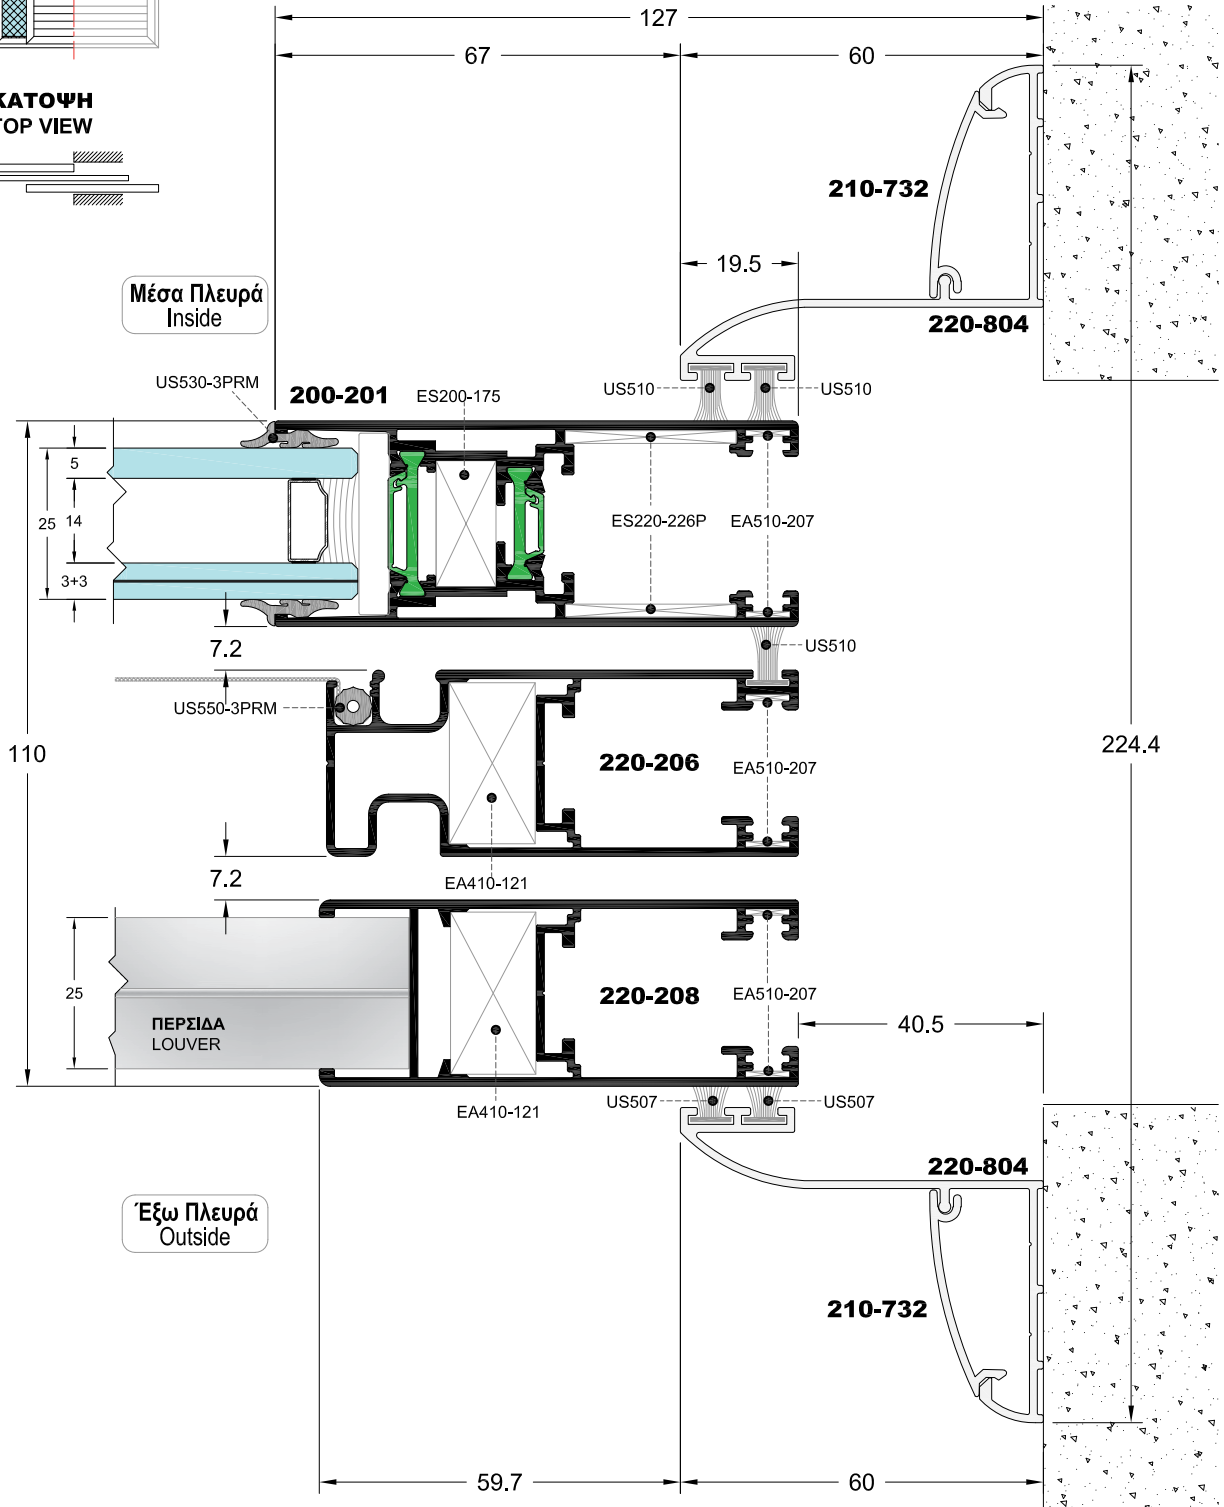 127
67
60
ΚΑΤΟΨΗ
TOP VIEW
210-732
19.5
Μέσα Πλευρά
Inside
220-804
US530-3PRM
200-201
ES200-175
US510
US510
5
25
14
3+3
ES220-226P
EA510-207
7.2
US510
US550-3PRM
110
220-206
EA510-207
224.4
7.2
EA410-121
25
220-208
EA510-207
ΠΕΡΣΙΔΑ
LOUVER
40.5
EA410-121
US507
US507
220-804
Έξω Πλευρά
Outside
210-732
59.7
60